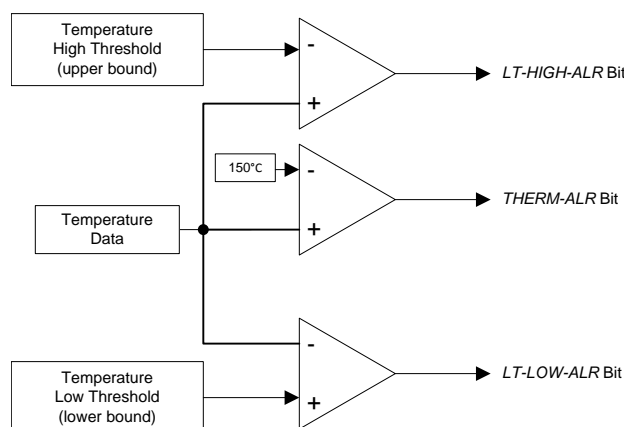 Temperature
High Threshold
(upper bound)
-
+
LT-HIGH-ALR Bit
150°C
-
+
THERM-ALR Bit
Temperature
Data
-
+
LT-LOW-ALR Bit
Temperature
Low Threshold
(lower bound)